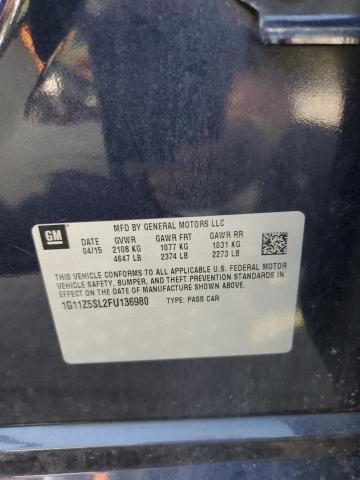 GM
MFD BY GENERAL MOTORS LLC
DATE GVWR GAWR FRT GAWR RR
04/15 2108 KG 1077 KG 1031 KG
4647 LB 2374 LB 2273 LB
THIS VEHICLE CONFORMS TO ALL APPLICABLE U.S. FEDERAL MOTOR
VEHICLE SAFETY, BUMPER, AND THEFT PREVENTION STANDARDS
IN EFFECT ON THE DATE OF MANUFACTURE SHOWN ABOVE.
1G11Z5SL2FU136980 TYPE: PASS CAR